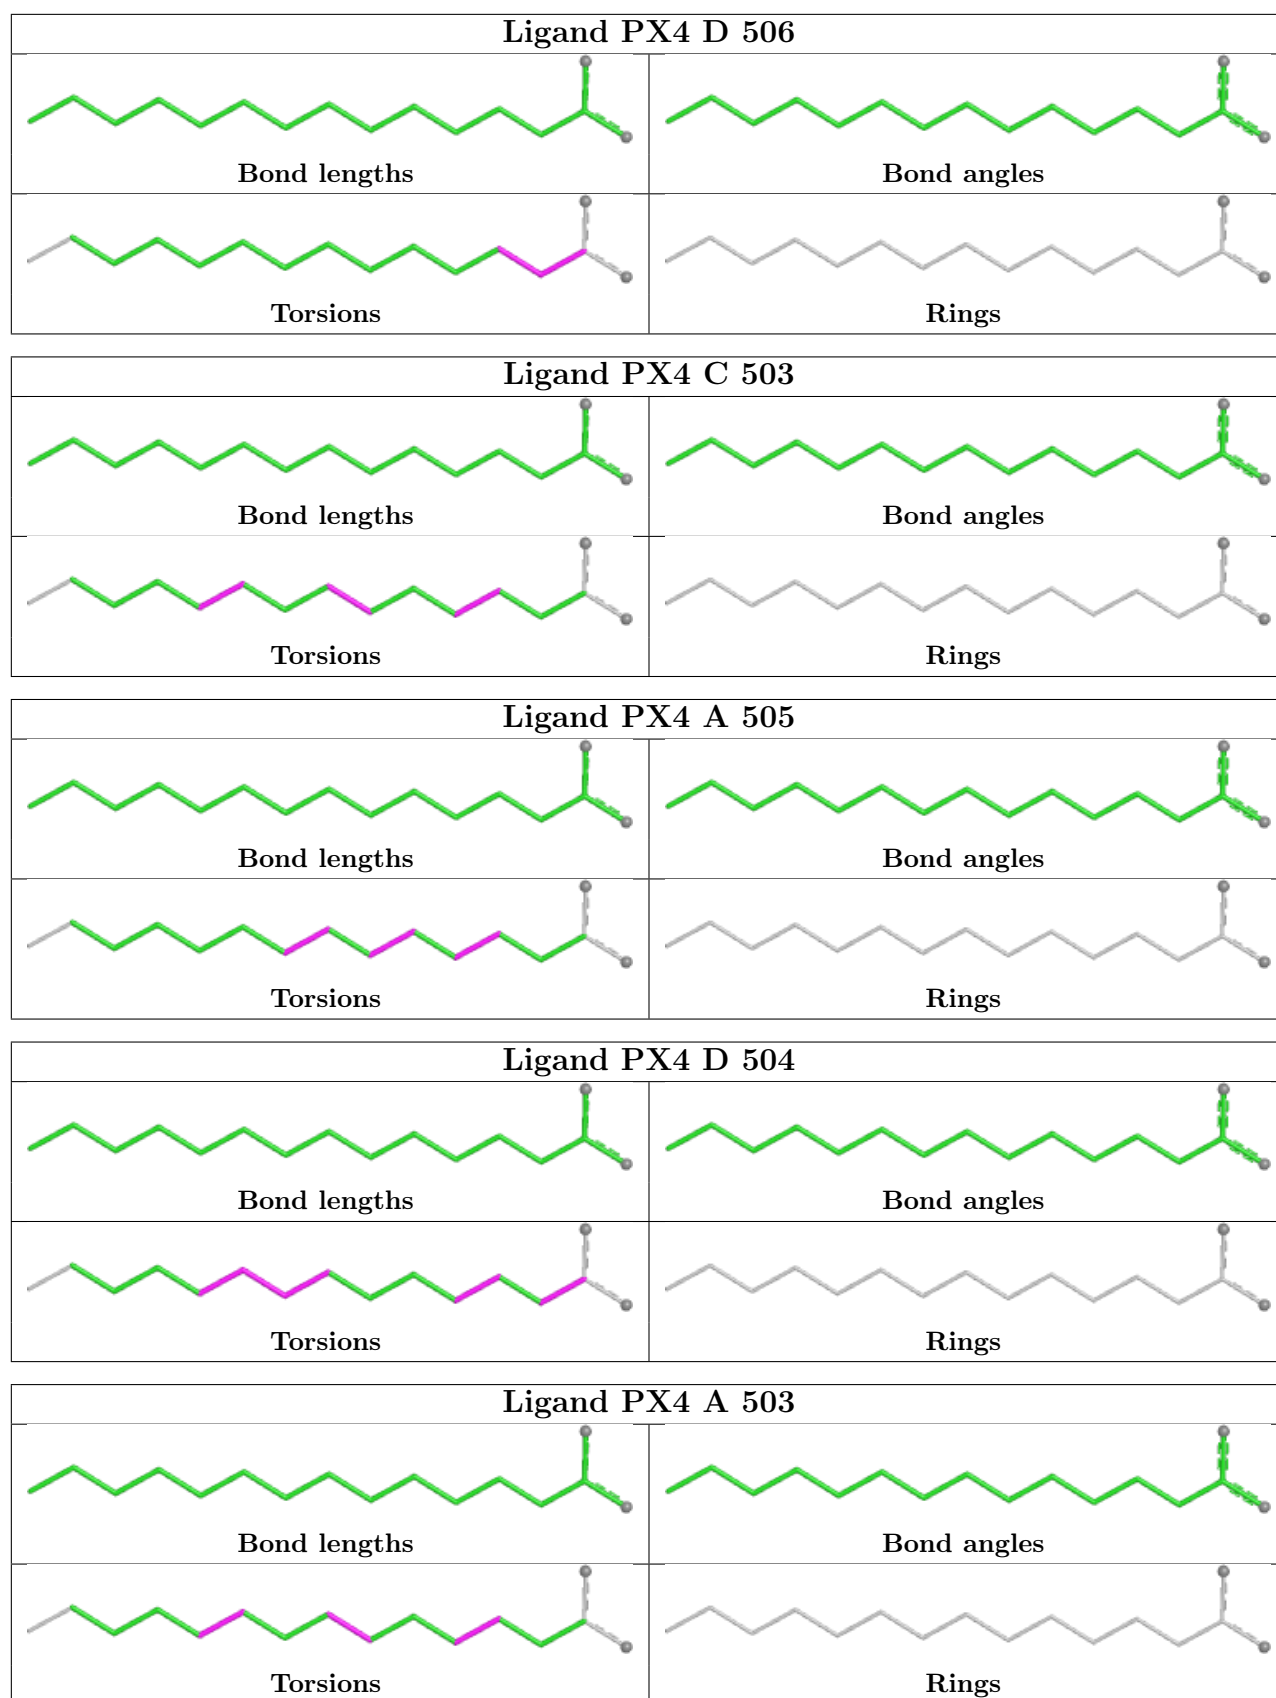 Ligand PX4 D 506
Bond lengths Bond angles
Torsions Rings
Ligand PX4 C 503
Bond lengths Bond angles
Torsions Rings
Ligand PX4 A 505
Bond lengths Bond angles
Torsions Rings
Ligand PX4 D 504
Bond lengths Bond angles
Torsions Rings
Ligand PX4 A 503
Bond lengths Bond angles
Torsions Rings